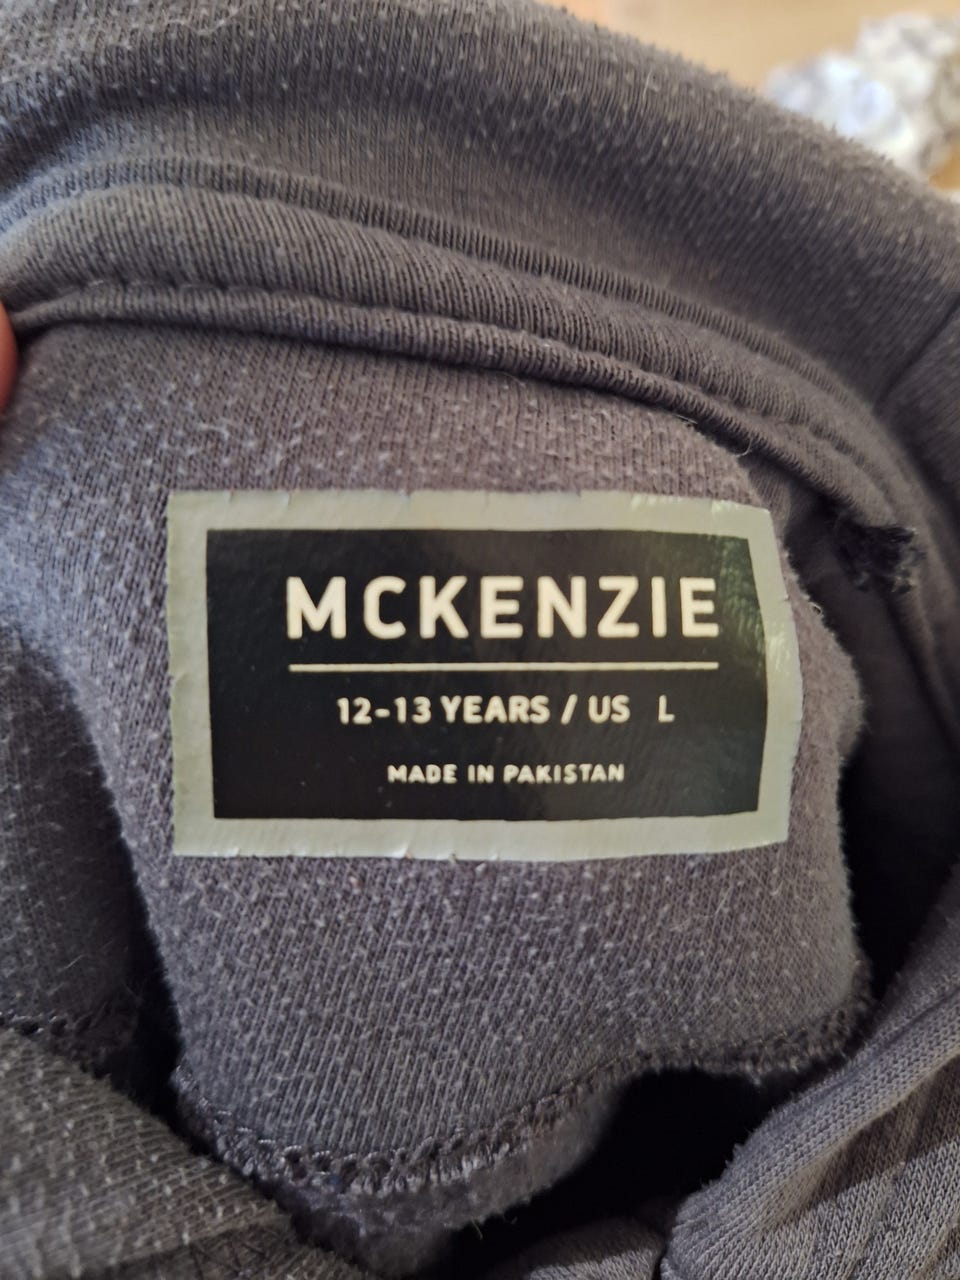 MCKENZIE
12-13 YEARS / US L
MADE IN PAKISTAN